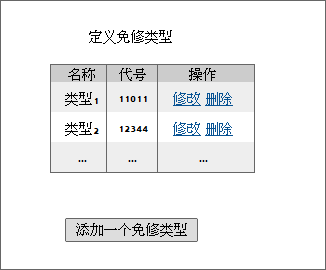 定义免修类型
名称 代号 操作
类型1 11011 修改 删除
类型2 12344 修改 删除
... ... ...
添加一个免修类型